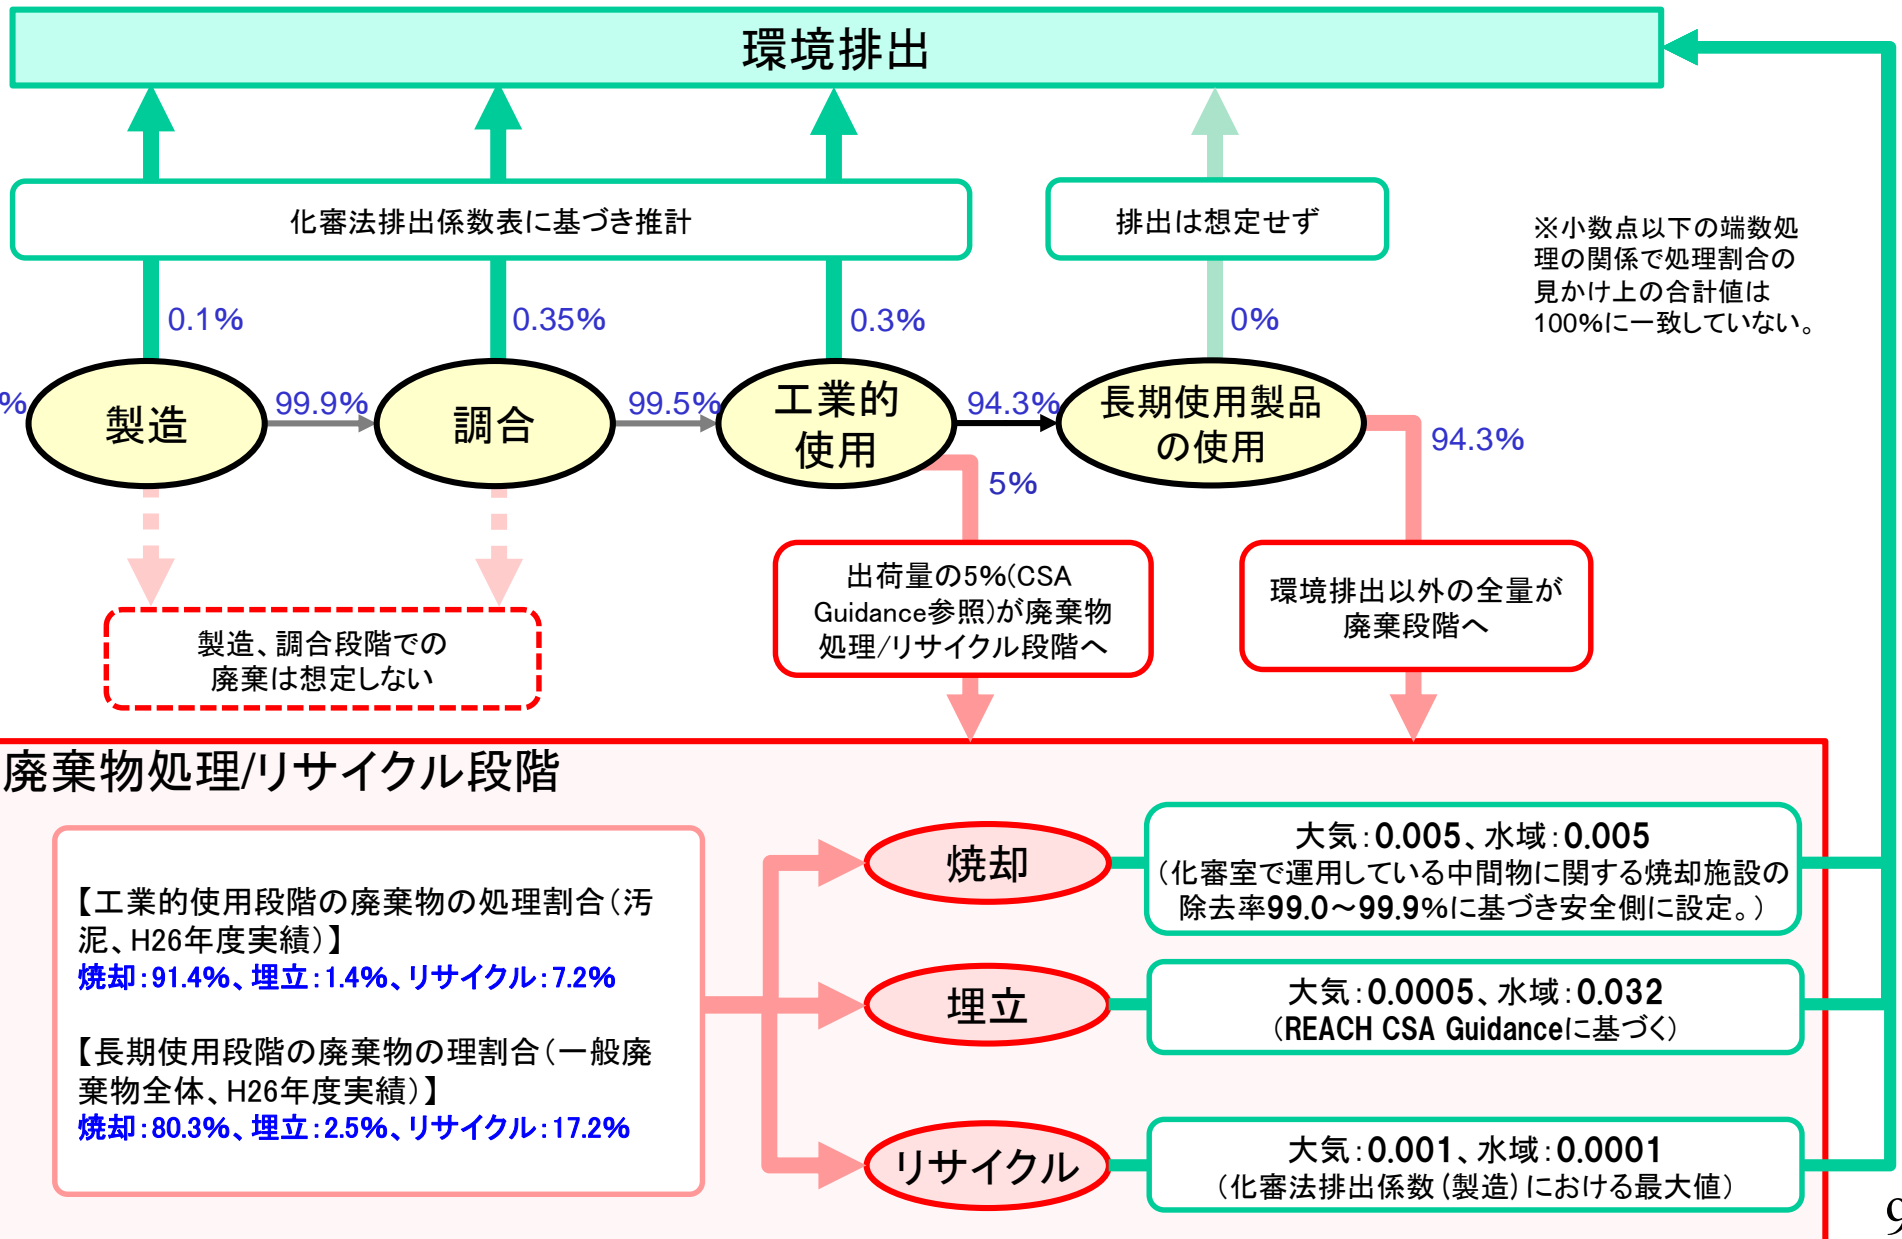 環境排出
化審法排出係数表に基づき推計
排出は想定せず
※小数点以下の端数処
理の関係で処理割合の
見かけ上の合計値は
100%に一致していない。
0.1%
0.35%
0.3%
0%
%
製造
99.9%
調合
99.5%
工業的
使用
94.3%
長期使用製品
の使用
94.3%
5%
製造、調合段階での
廃棄は想定しない
出荷量の5%(CSA
Guidance参照)が廃棄物
処理/リサイクル段階へ
環境排出以外の全量が
廃棄段階へ
廃棄物処理/リサイクル段階
【工業的使用段階の廃棄物の処理割合(汚
泥、H26年度実績)】
焼却:91.4%、埋立:1.4%、リサイクル:7.2%
【長期使用段階の廃棄物の理割合(一般廃
棄物全体、H26年度実績)】
焼却:80.3%、埋立:2.5%、リサイクル:17.2%
焼却
大気:0.005、水域:0.005
(化審室で運用している中間物に関する焼却施設の
除去率99.0~99.9%に基づき安全側に設定。)
埋立
大気:0.0005、水域:0.032
(REACH CSA Guidanceに基づく)
リサイクル
大気:0.001、水域:0.0001
(化審法排出係数(製造)における最大値)
9